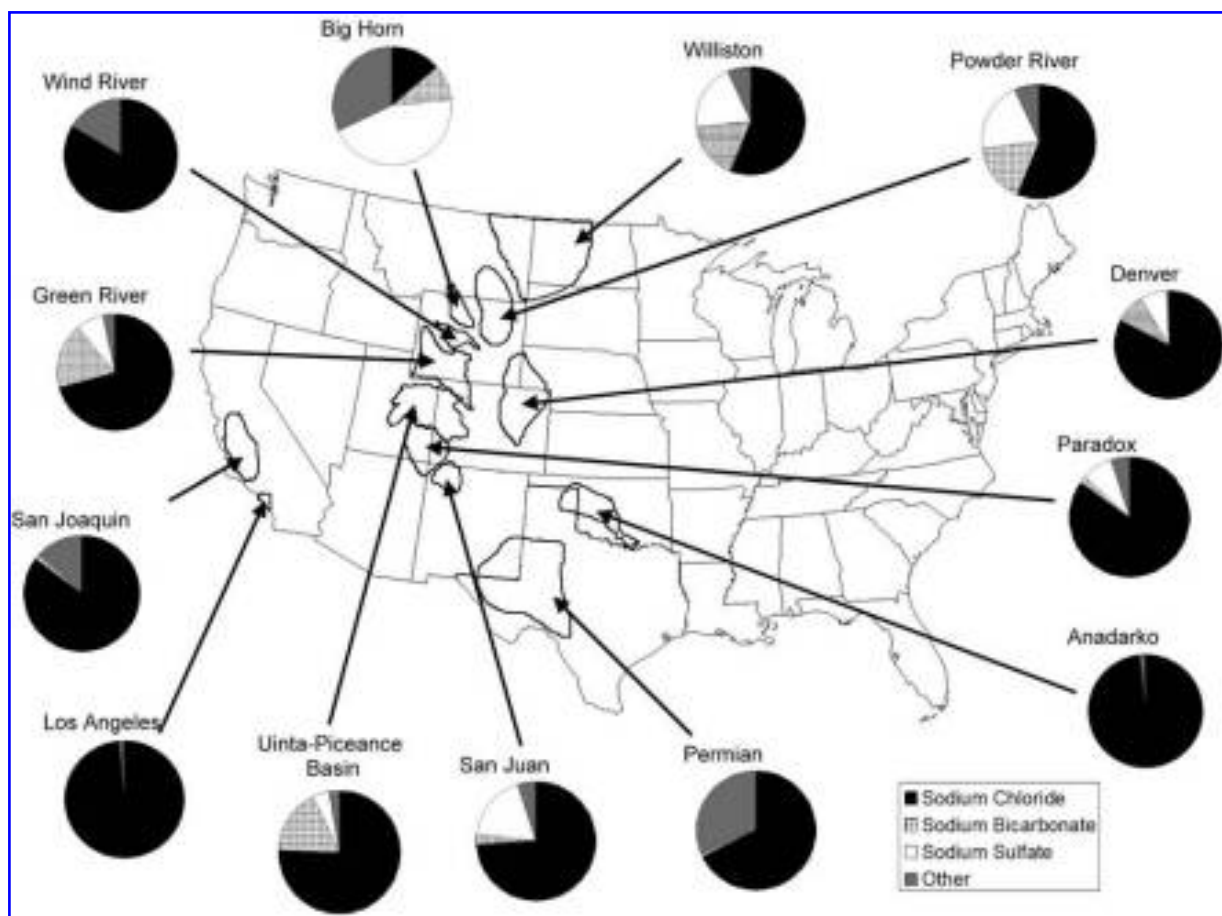 Big Horn
Williston
Powder River
Wind River
Green River
Denver
Paradox
San Joaquin
Anadarko
Los Angeles
Uinta-Piceance
Basin
San Juan
Permian
Sodium Chloride
Sodium Bicarbonate
Sodium Sulfate
Other